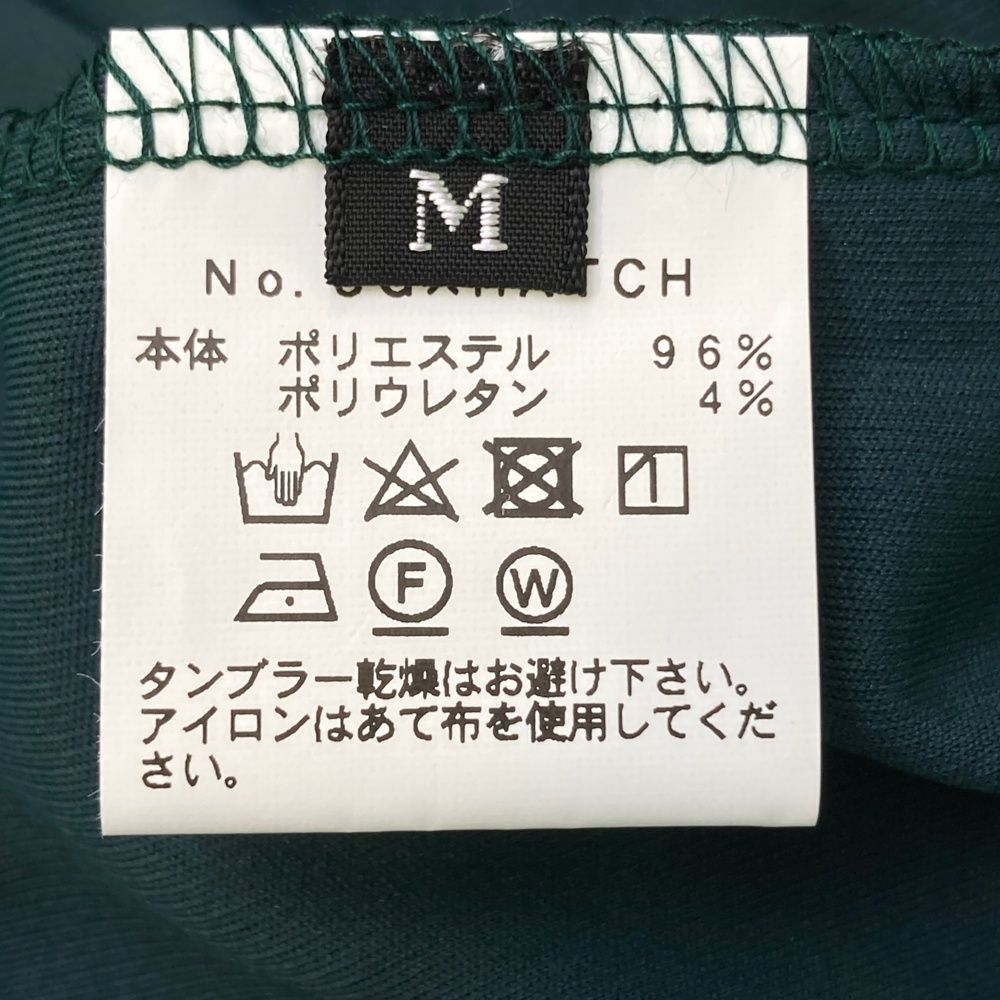 M
No. TCH
本体 ポリエステル 96%
ポリウレタン 4%
F W
タンブラー乾燥はお避け下さい。
アイロンはあて布を使用してくだ
さい。